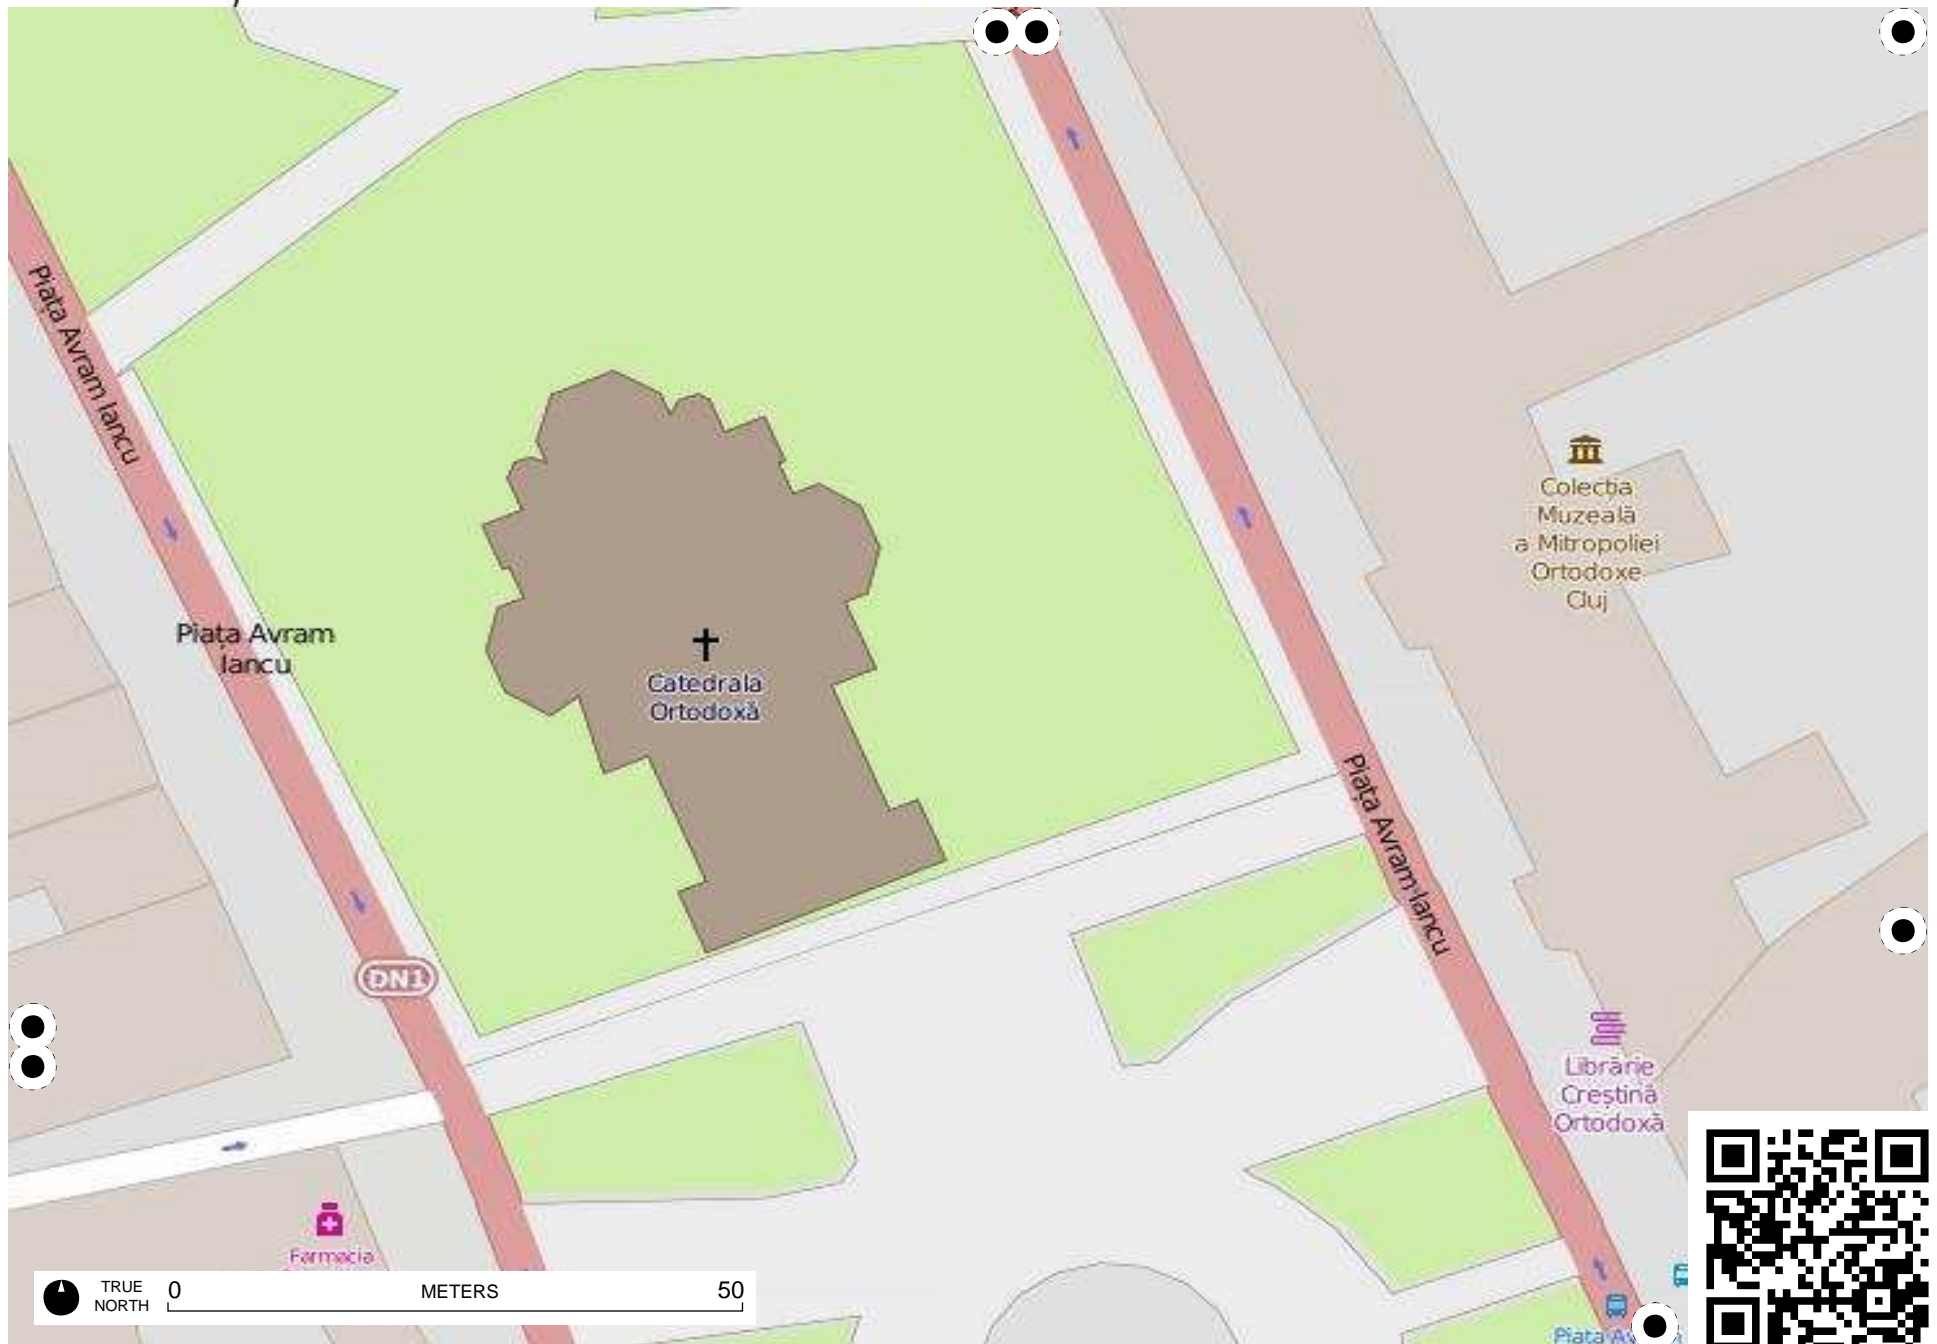 Piața Avram Iancu
Piața Avram
Iancu
Catedrala
Ortodoxă
Colecția
Muzeală
a Mitropoliei
Ortodoxe
Cluj
Piața Avram Iancu
DN1
Librărie
Creștină
Ortodoxă
Farmacia
TRUE
NORTH
0
METERS
50